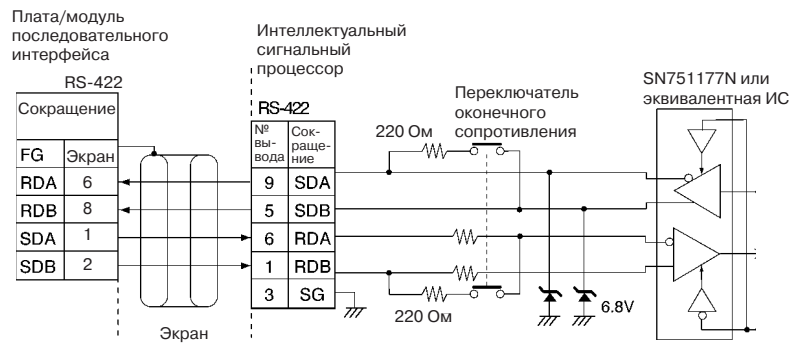 Плата/модуль
последовательного
интерфейса
RS-422
Сокращение
FG Экран
RDA 6
RDB 8
SDA 1
SDB 2
Экран
Интеллектуальный
сигнальный
процессор
RS-422
№
вы-
вода
Сок-
раще-
ние
9 SDA
5 SDB
6 RDA
1 RDB
3 SG
220 Ом
Переключатель
оконечного
сопротивления
220 Ом
6.8V
SN751177N или
эквивалентная ИС